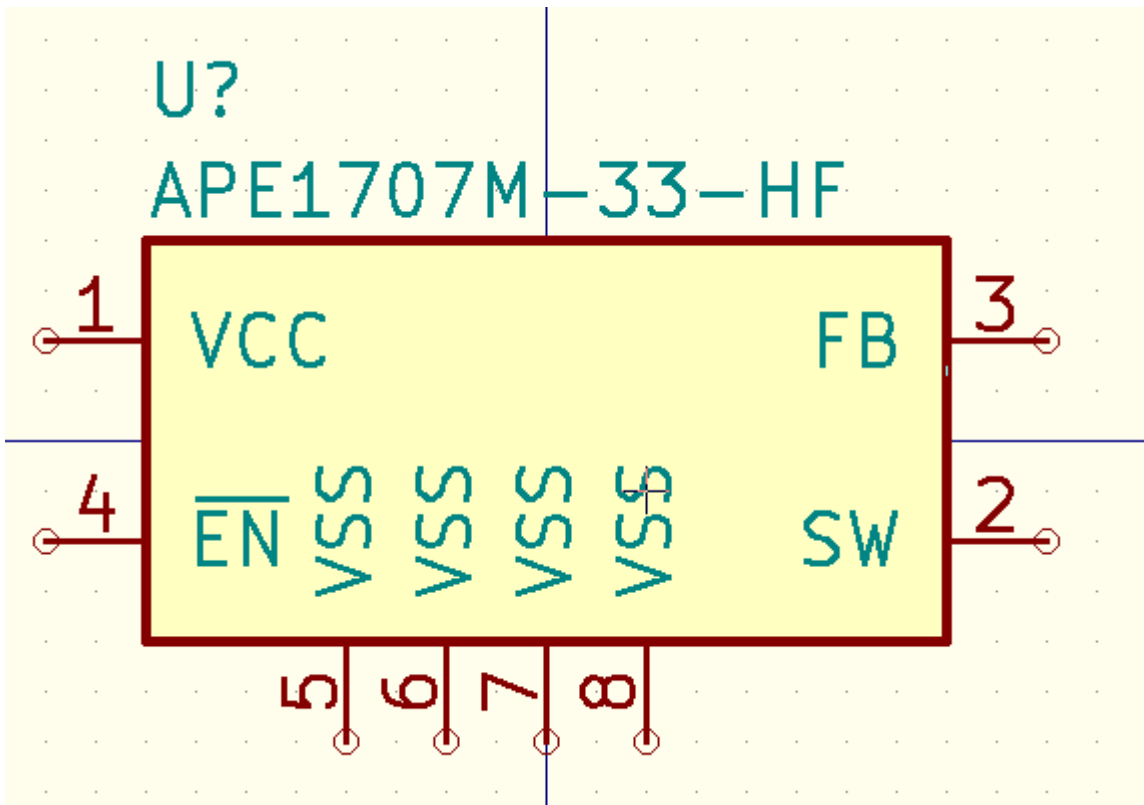 U?
APE1707M-33-HF
1 VCC FB 3
4 EN VSS VSS VSS VSS SW 2
5 6 7 8